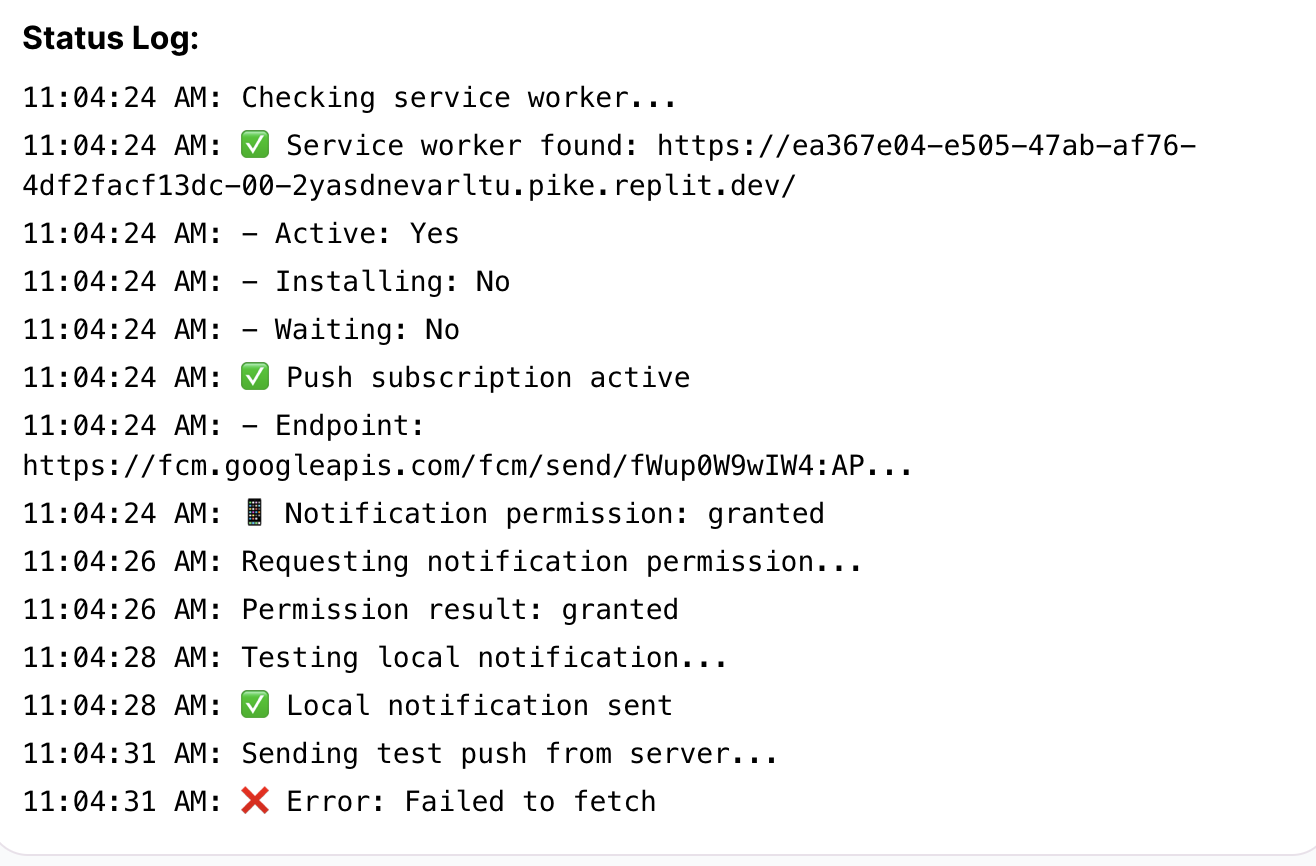 Status Log:
11:04:24 AM: Checking service worker...
11:04:24 AM: ✅ Service worker found: https://ea367e04-e505-47ab-af76-
4df2facf13dc-00-2yasdnevarltu.pike.replit.dev/
11:04:24 AM: - Active: Yes
11:04:24 AM: - Installing: No
11:04:24 AM: - Waiting: No
11:04:24 AM: ✅ Push subscription active
11:04:24 AM: - Endpoint:
https://fcm.googleapis.com/fcm/send/fWup0W9wIW4:AP...
11:04:24 AM: 📱 Notification permission: granted
11:04:26 AM: Requesting notification permission...
11:04:26 AM: Permission result: granted
11:04:28 AM: Testing local notification...
11:04:28 AM: ✅ Local notification sent
11:04:31 AM: Sending test push from server...
11:04:31 AM: ❌ Error: Failed to fetch